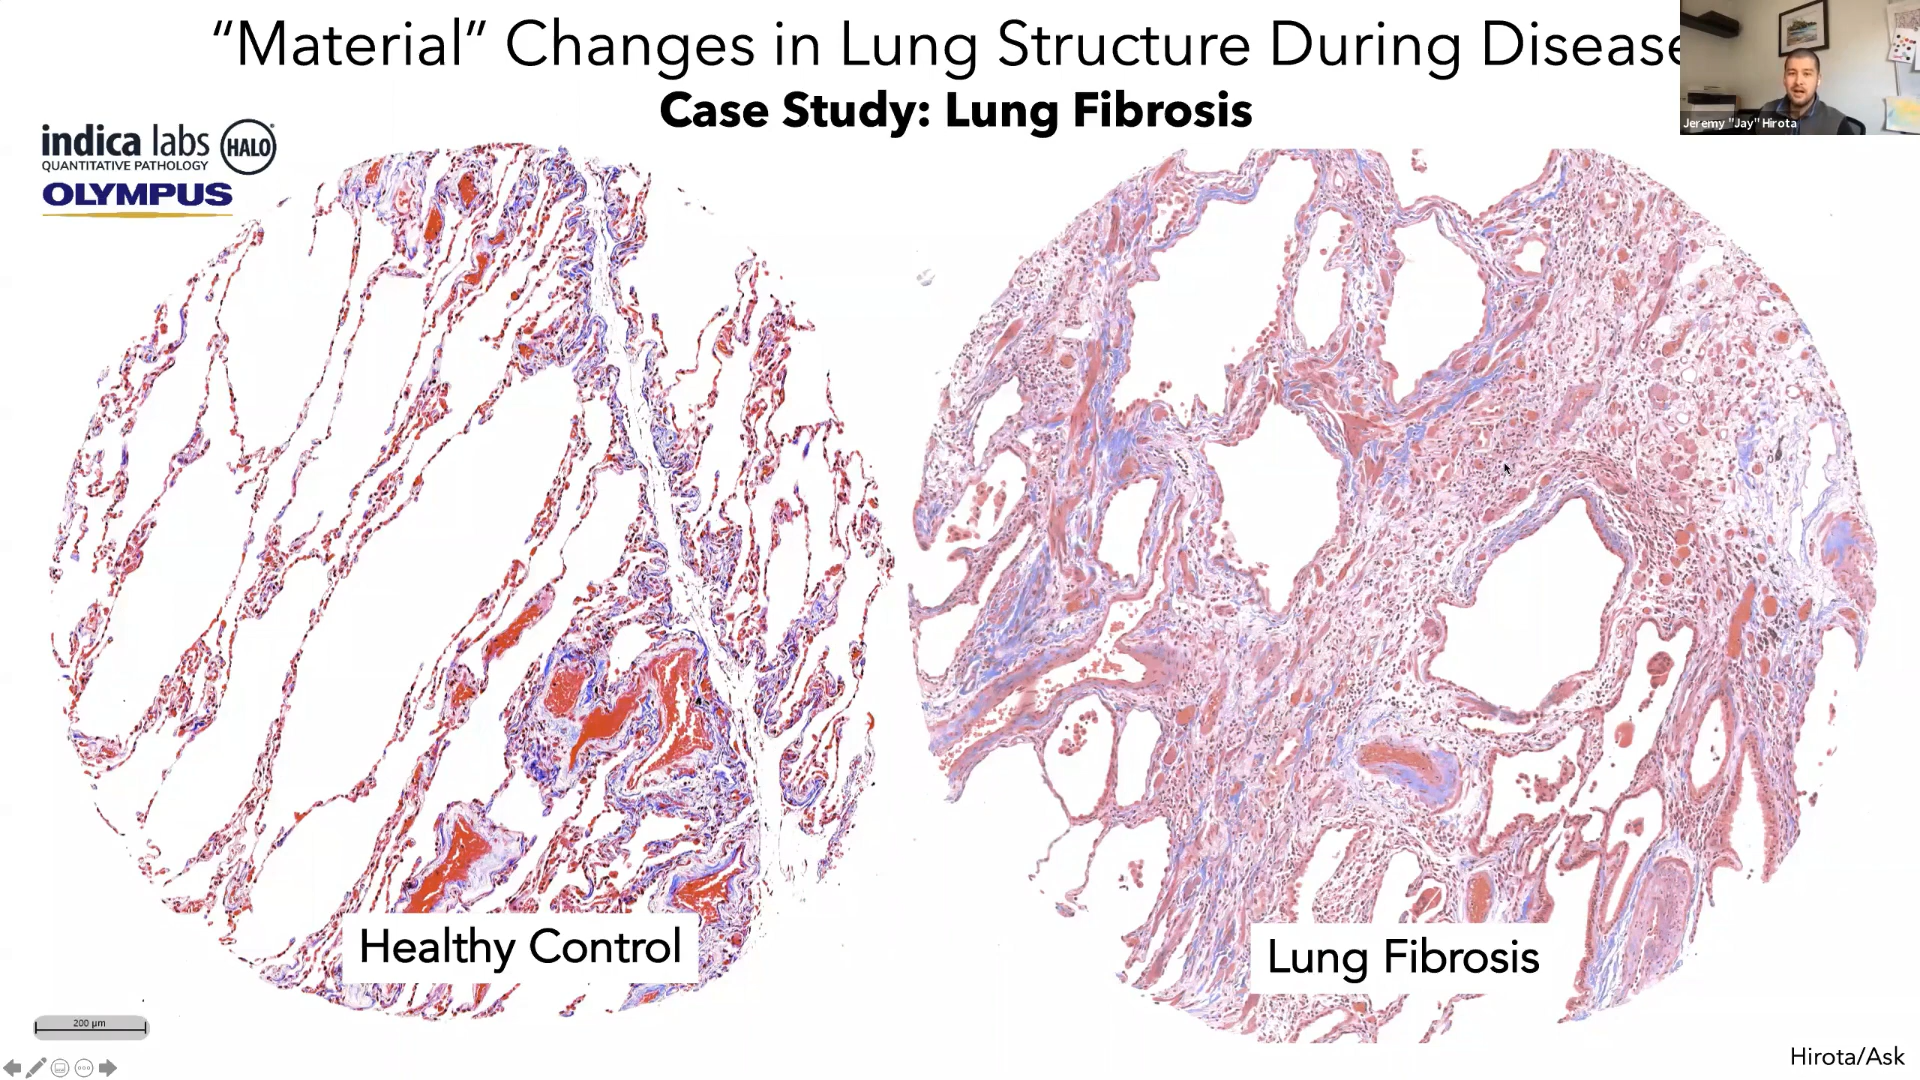 “Material” Changes in Lung Structure During Disease
Case Study: Lung Fibrosis
Jeremy "Jay" Hirota
indica labs HALO
QUANTITATIVE PATHOLOGY
OLYMPUS
Healthy Control
Lung Fibrosis
200 µm
Hirota/Ask